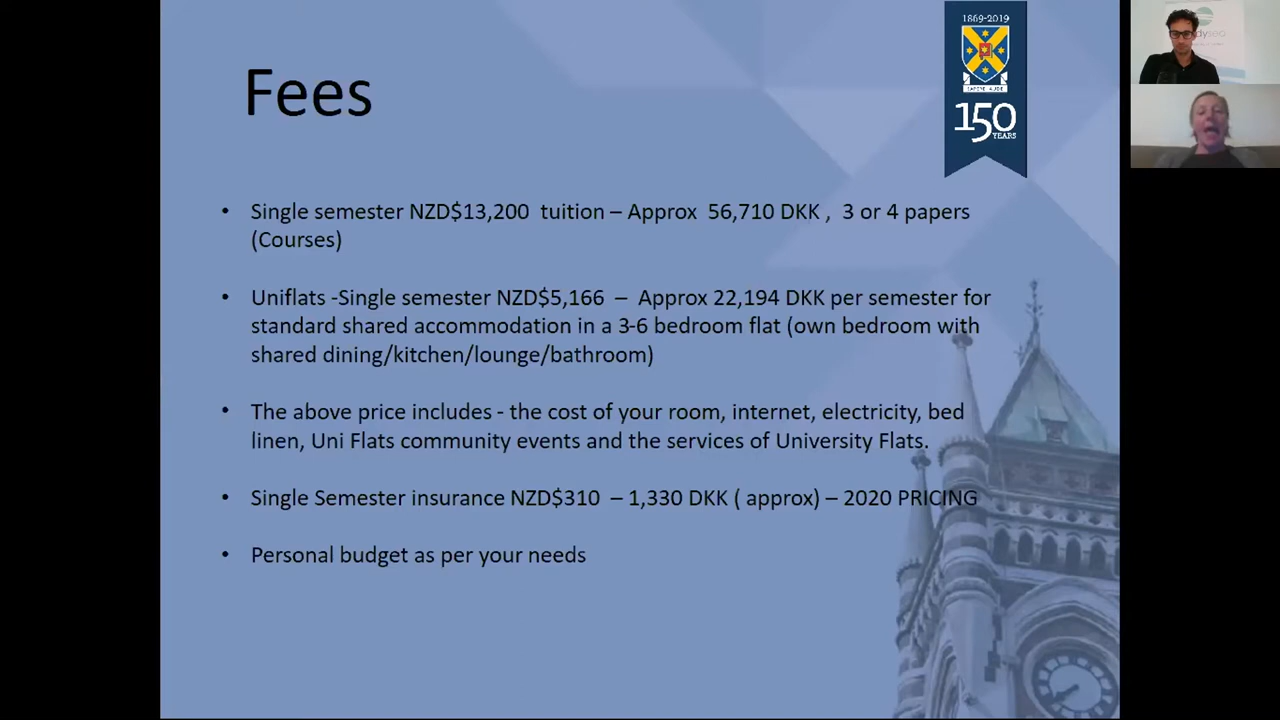 1869-2019
Fees
SAPERE AUDE
150
YEARS
• Single semester NZD$13,200 tuition – Approx 56,710 DKK , 3 or 4 papers
(Courses)
• Uniflats -Single semester NZD$5,166 – Approx 22,194 DKK per semester for
standard shared accommodation in a 3-6 bedroom flat (own bedroom with
shared dining/kitchen/lounge/bathroom)
• The above price includes - the cost of your room, internet, electricity, bed
linen, Uni Flats community events and the services of University Flats.
• Single Semester insurance NZD$310 – 1,330 DKK ( approx) – 2020 PRICING
• Personal budget as per your needs